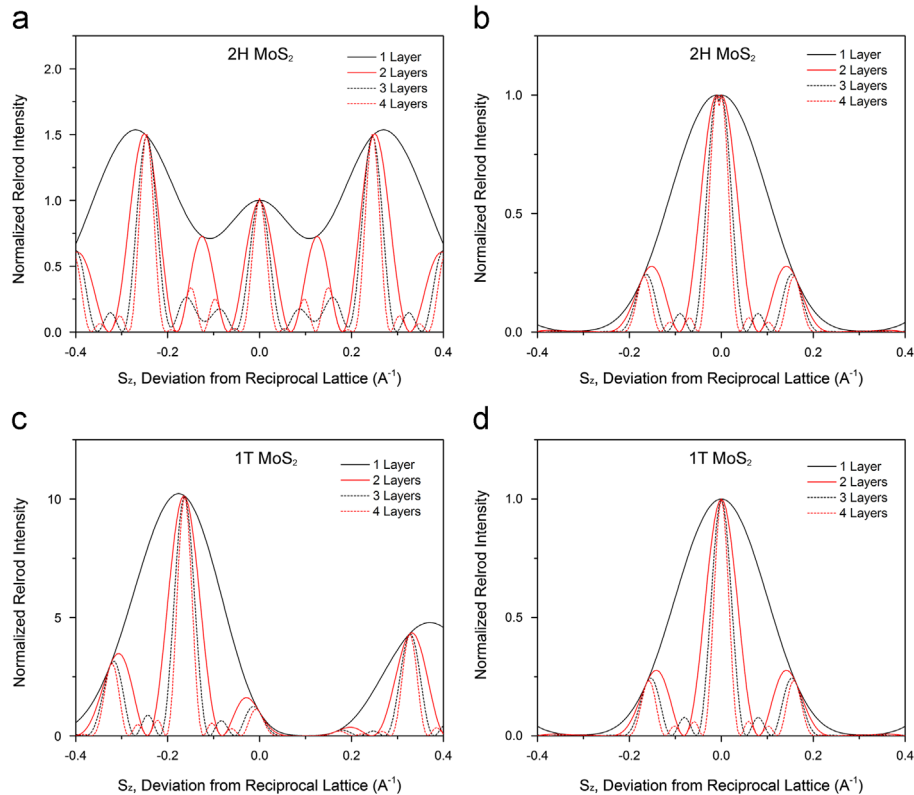 a
2H MoS₂
1 Layer
2 Layers
3 Layers
4 Layers
Normalized Relrod Intensity
2.0
1.5
1.0
0.5
0.0
-0.4 -0.2 0.0 0.2 0.4
Sz, Deviation from Reciprocal Lattice (A⁻¹)
b
2H MoS₂
1 Layer
2 Layers
3 Layers
4 Layers
Normalized Relrod Intensity
1.0
0.5
0.0
-0.4 -0.2 0.0 0.2 0.4
Sz, Deviation from Reciprocal Lattice (A⁻¹)
c
1T MoS₂
1 Layer
2 Layers
3 Layers
4 Layers
Normalized Relrod Intensity
10
5
0
-0.4 -0.2 0.0 0.2 0.4
Sz, Deviation from Reciprocal Lattice (A⁻¹)
d
1T MoS₂
1 Layer
2 Layers
3 Layers
4 Layers
Normalized Relrod Intensity
1.0
0.5
0.0
-0.4 -0.2 0.0 0.2 0.4
Sz, Deviation from Reciprocal Lattice (A⁻¹)